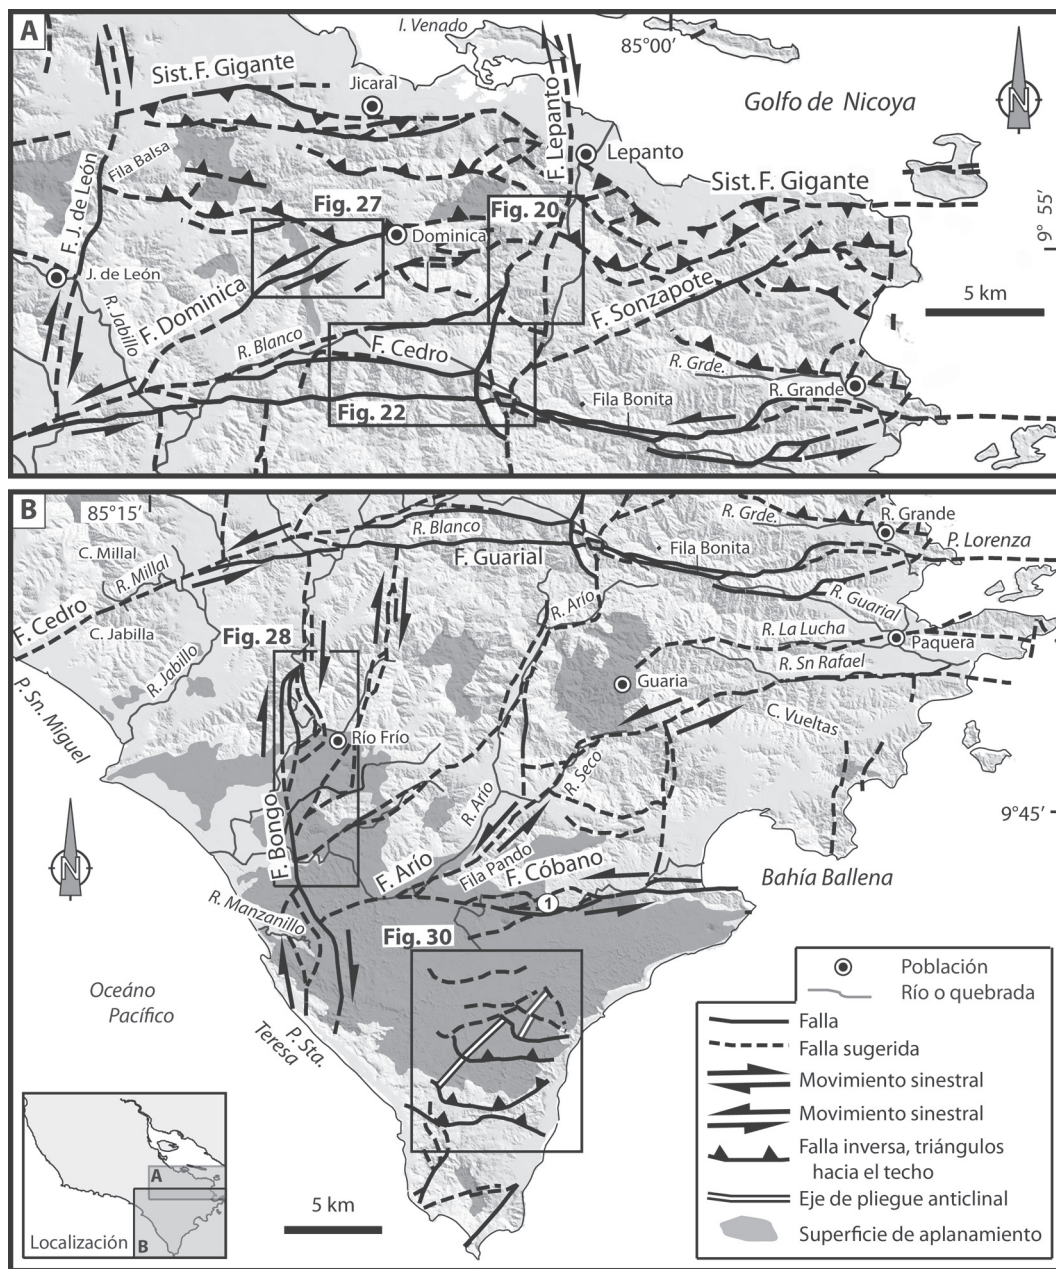 A
I. Venado
85°00'
Sist. F. Gigante
Jicaral
F. Lepanto
Golfo de Nicoya
N
Lepanto
Fila Balsa
F. J. de León
Sist. F. Gigante
Fig. 27
Fig. 20
9° 55'
Dominica
J. de León
R. Jabillo
F. Dominica
F. Sonzapote
5 km
R. Blanco
F. Cedro
R. Grde.
R. Grande
Fila Bonita
Fig. 22
B
85°15'
R. Blanco
R. Grde.
R. Grande
C. Millal
R. Millal
F. Guarial
Fila Bonita
P. Lorenza
F. Cedro
C. Jabilla
Fig. 28
R. Arío
R. Guarial
R. La Lucha
Paquera
R. Jabillo
R. Sn Rafael
Guaria
P. Sn. Miguel
C. Vueltas
Río Frío
R. Seco
R. Arío
F. Bongo
9°45'
N
Fila Pando
F. Arío
F. Cóbano
Bahía Ballena
1
R. Manzanillo
Fig. 30
Oceáno
Pacífico
P. Sta.
Teresa
Población
Río o quebrada
Falla
Falla sugerida
Movimiento sinestral
Movimiento sinestral
Falla inversa, triángulos
hacia el techo
Eje de pliegue anticlinal
Superficie de aplanamiento
A
5 km
Localización
B